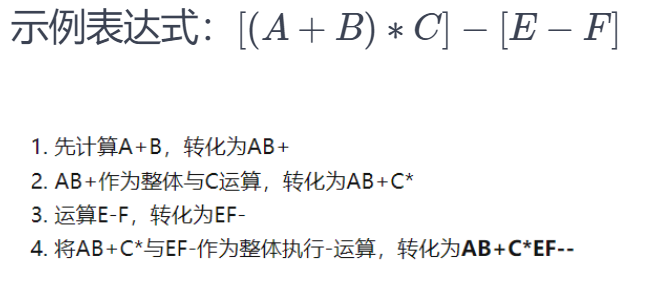 示例表达式：[(A + B) ∗ C] − [E − F]
1. 先计算A+B，转化为AB+
2. AB+作为整体与C运算，转化为AB+C*
3. 运算E-F，转化为EF-
4. 将AB+C*与EF-作为整体执行-运算，转化为AB+C*EF--